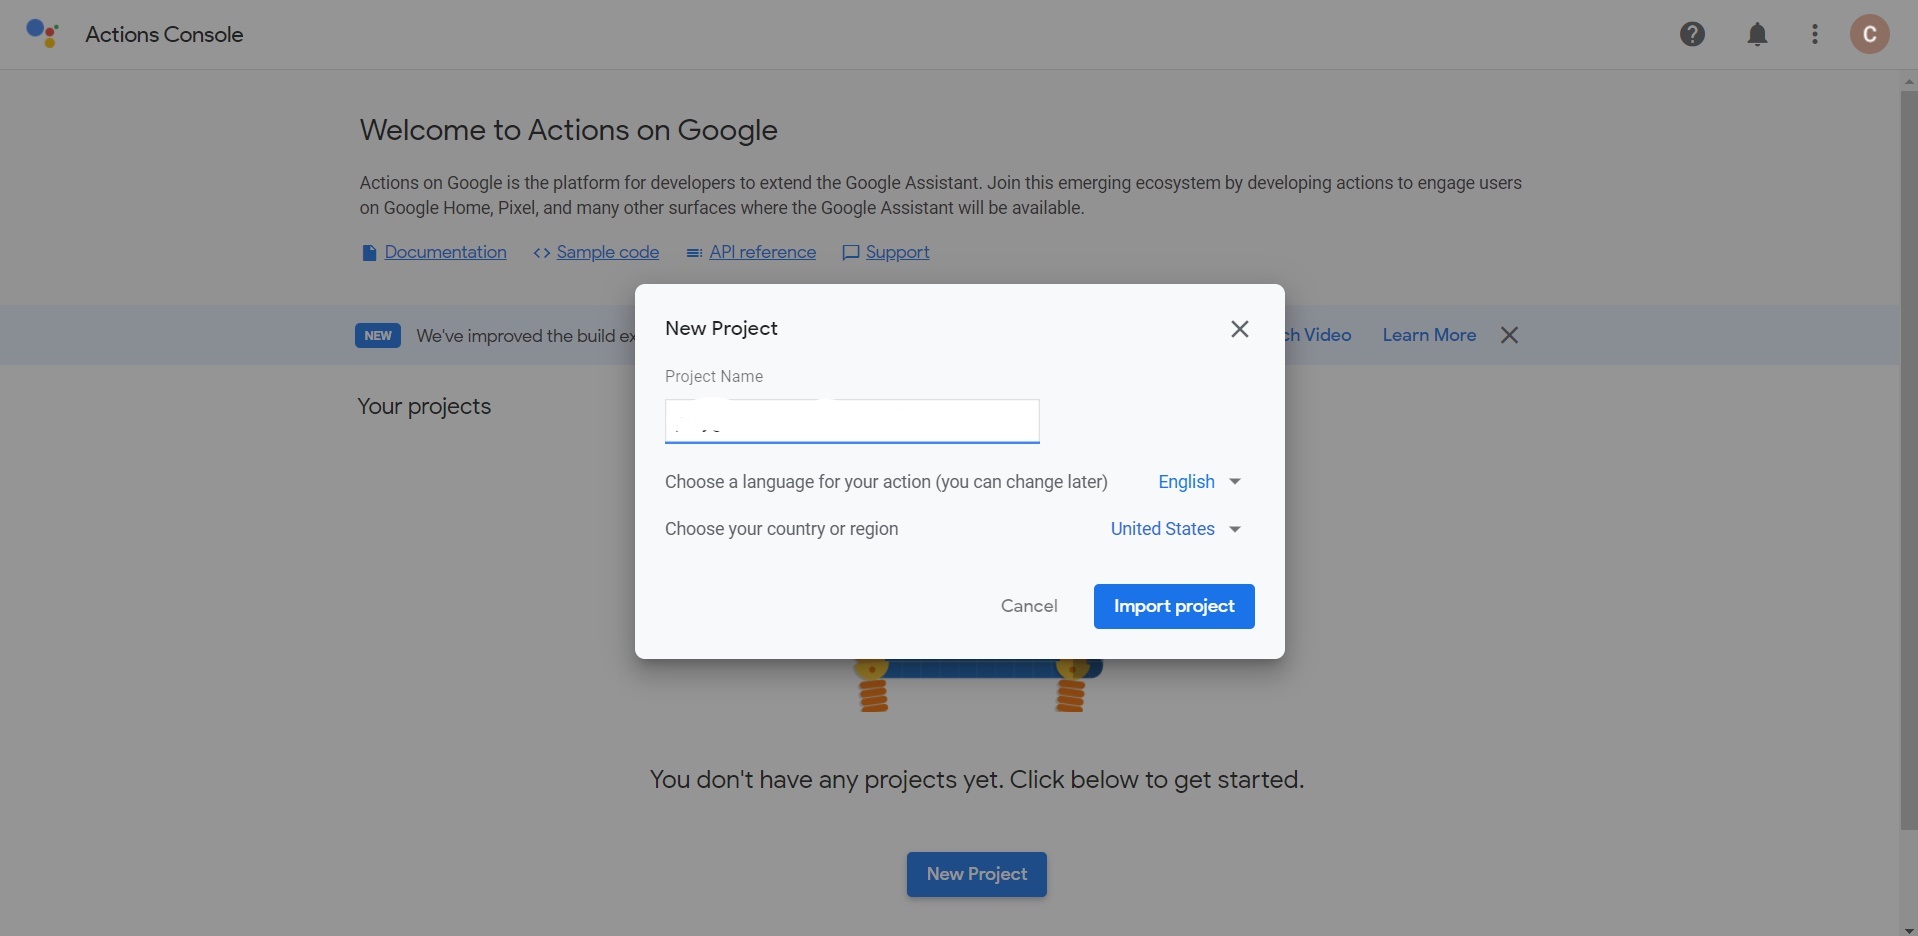 Actions Console
C
Welcome to Actions on Google
Actions on Google is the platform for developers to extend the Google Assistant. Join this emerging ecosystem by developing actions to engage users
on Google Home, Pixel, and many other surfaces where the Google Assistant will be available.
Documentation Sample code API reference Support
NEW We've improved the build Video Learn More
Your projects
New Project
Project Name
Choose a language for your action (you can change later) English
Choose your country or region United States
Cancel Import project
You don't have any projects yet. Click below to get started.
New Project